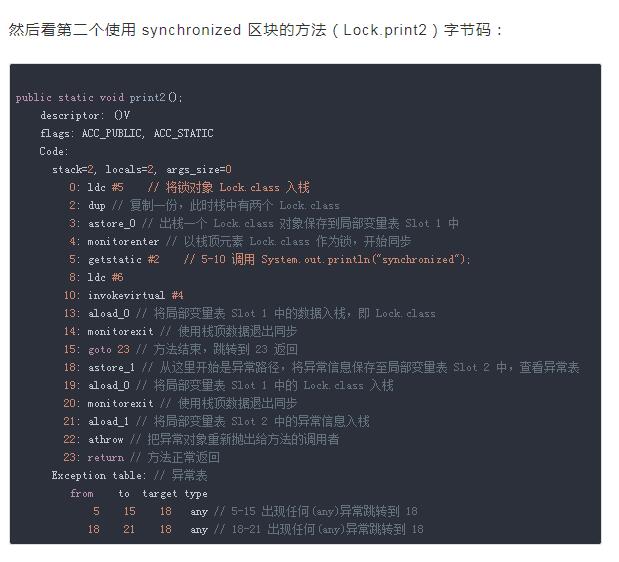 然后看第二个使用 synchronized 区块的方法（Lock.print2）字节码：
public static void print2();
descriptor: ()V
flags: ACC_PUBLIC, ACC_STATIC
Code:
stack=2, locals=2, args_size=0
0: ldc #5 // 将锁对象 Lock.class 入栈
2: dup // 复制一份，此时栈中有两个 Lock.class
3: astore_0 // 出栈一个 Lock.class 对象保存到局部变量表 Slot 1 中
4: monitorenter // 以栈顶元素 Lock.class 作为锁，开始同步
5: getstatic #2 // 5-10 调用 System.out.println("synchronized");
8: ldc #6
10: invokevirtual #4
13: aload_0 // 将局部变量表 Slot 1 中的数据入栈，即 Lock.class
14: monitorexit // 使用栈顶数据退出同步
15: goto 23 // 方法结束，跳转到 23 返回
18: astore_1 // 从这里开始是异常路径，将异常信息保存至局部变量表 Slot 2 中，查看异常表
19: aload_0 // 将局部变量表 Slot 1 中的 Lock.class 入栈
20: monitorexit // 使用栈顶数据退出同步
21: aload_1 // 将局部变量表 Slot 2 中的异常信息入栈
22: athrow // 把异常对象重新抛出给方法的调用者
23: return // 方法正常返回
Exception table: // 异常表
from to target type
5 15 18 any // 5-15 出现任何(any)异常跳转到 18
18 21 18 any // 18-21 出现任何(any)异常跳转到 18